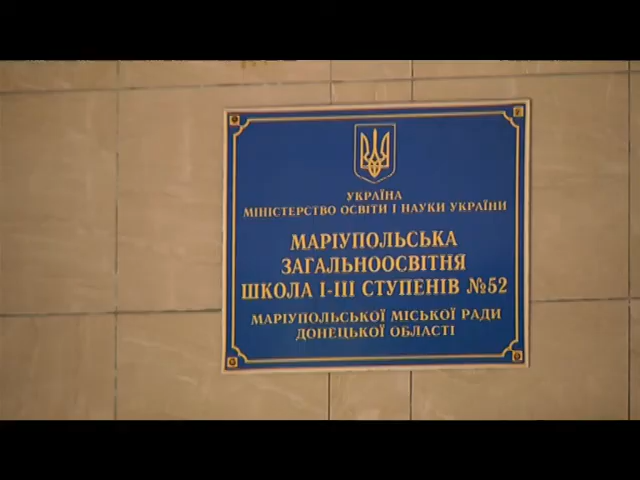 УКРАЇНА
МІНІСТЕРСТВО ОСВІТИ І НАУКИ УКРАЇНИ
МАРІУПОЛЬСЬКА
ЗАГАЛЬНООСВІТНЯ
ШКОЛА І-ІІІ СТУПЕНІВ №52
МАРІУПОЛЬСЬКОЇ МІСЬКОЇ РАДИ
ДОНЕЦЬКОЇ ОБЛАСТІ